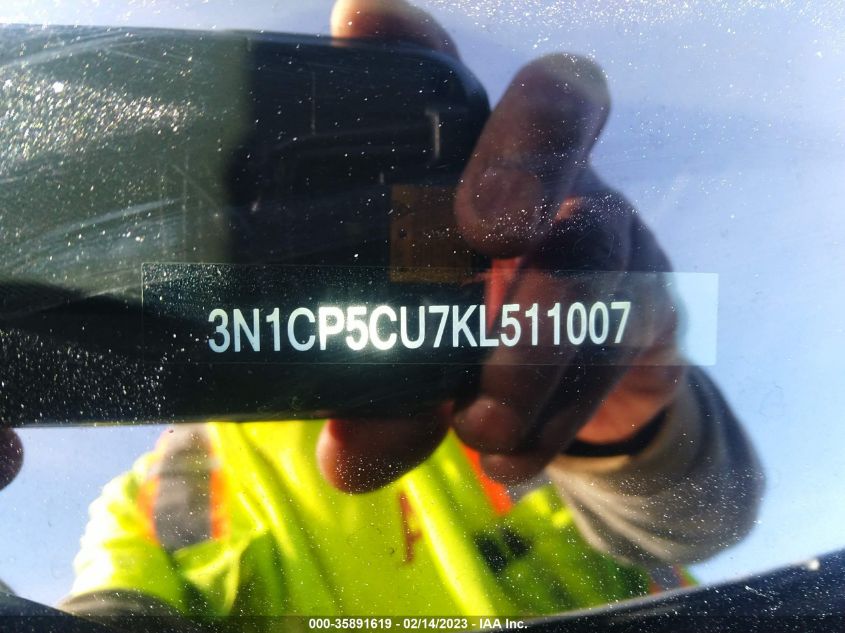 3N1CP5CU7KL511007
000-35891619 - 02/14/2023 - IAA Inc.